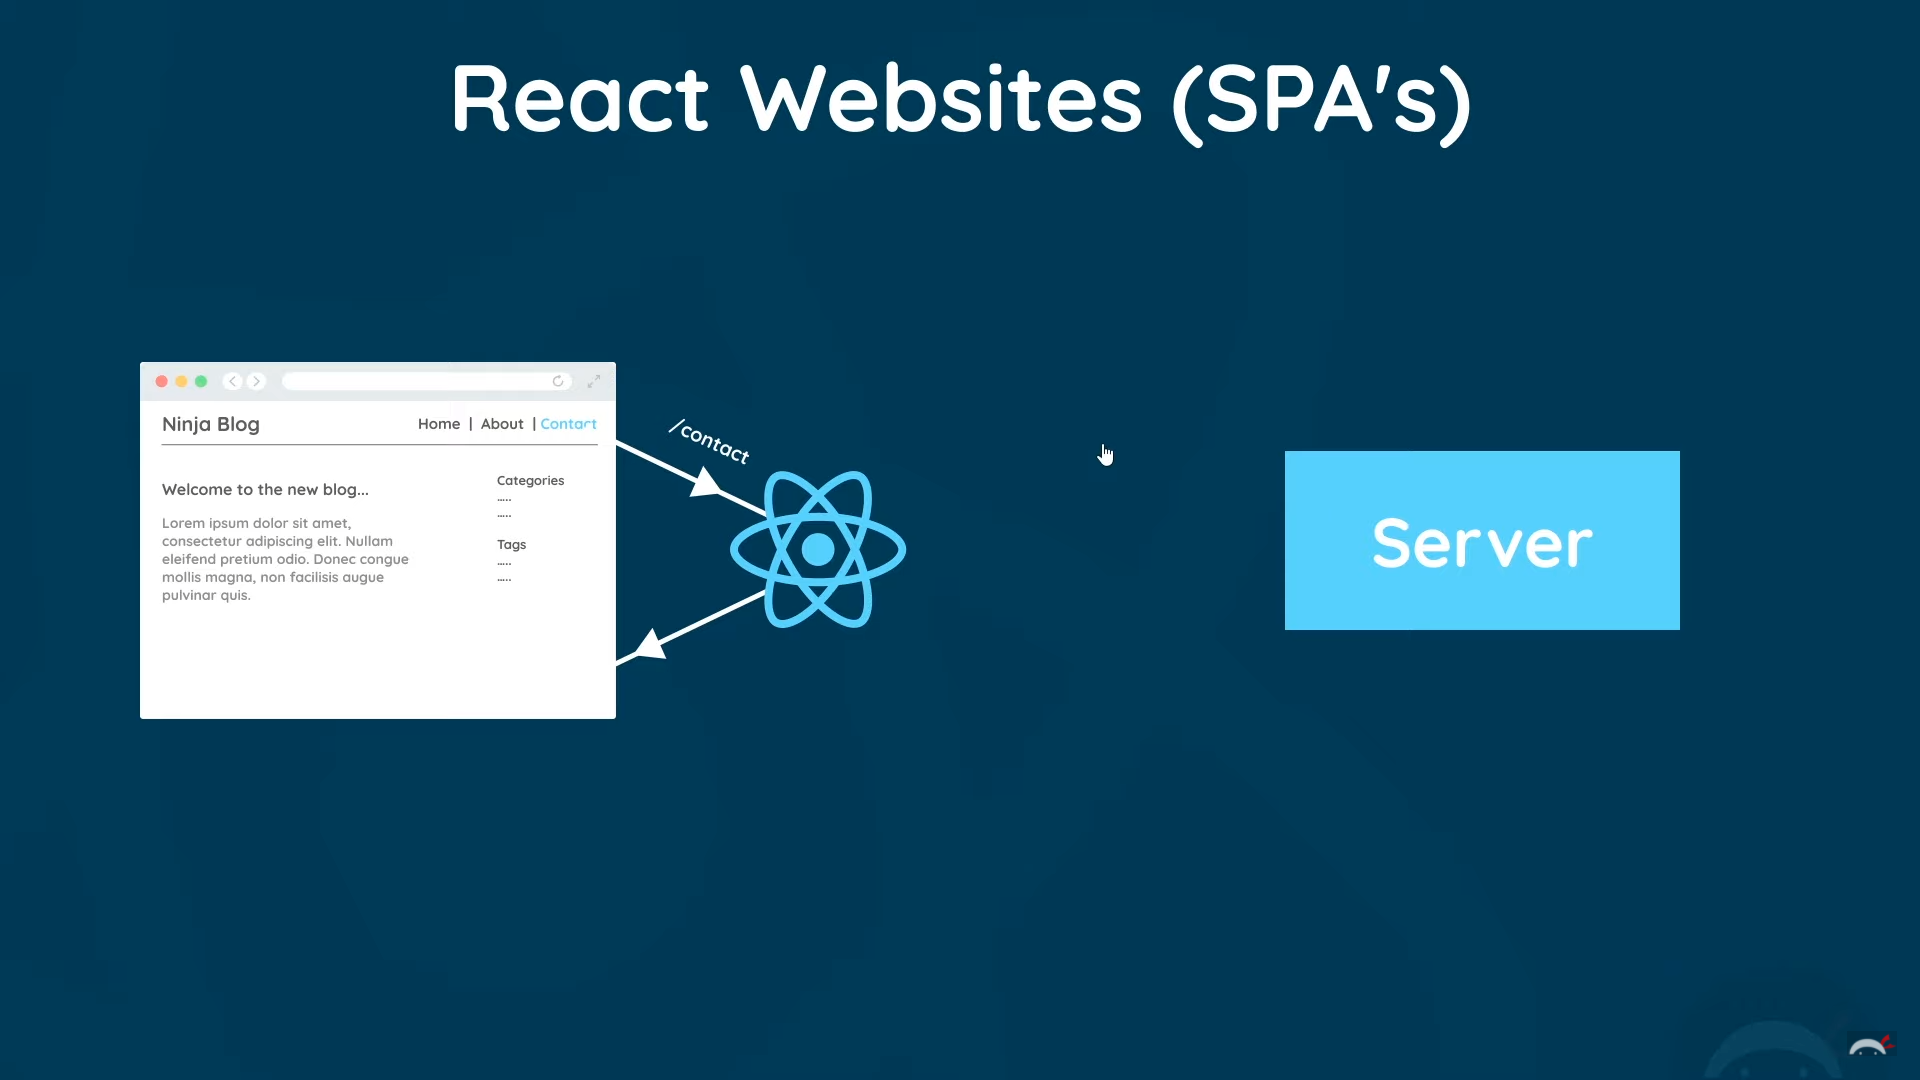 React Websites (SPA's)
Ninja Blog
Home | About | Contact
/contact
Welcome to the new blog...
Lorem ipsum dolor sit amet,
consectetur adipiscing elit. Nullam
eleifend pretium odio. Donec congue
mollis magna, non facilisis augue
pulvinar quis.
Categories
.....
.....
Tags
.....
.....
Server